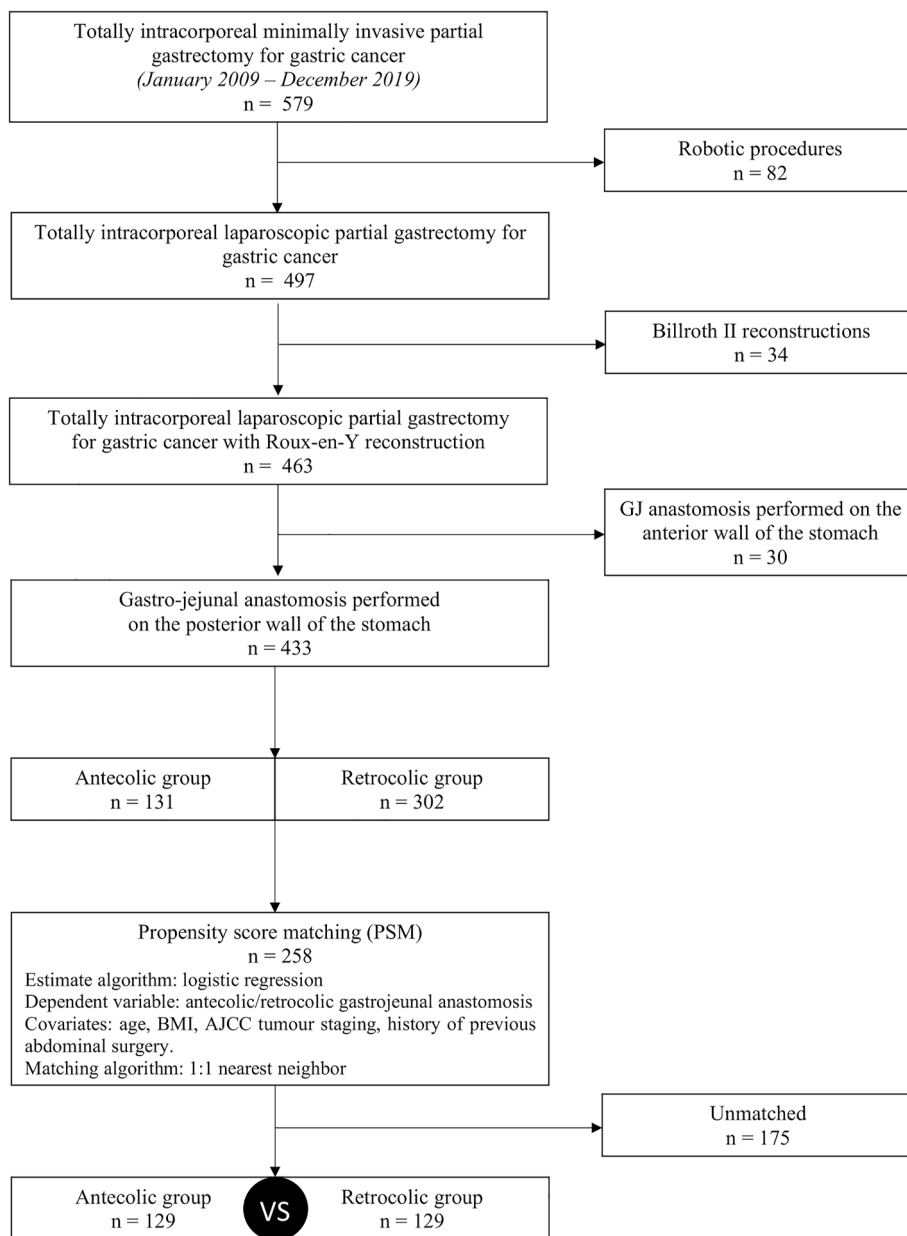 Totally intracorporeal minimally invasive partial
gastrectomy for gastric cancer
(January 2009 – December 2019)
n = 579
Robotic procedures
n = 82
Totally intracorporeal laparoscopic partial gastrectomy for
gastric cancer
n = 497
Billroth II reconstructions
n = 34
Totally intracorporeal laparoscopic partial gastrectomy
for gastric cancer with Roux-en-Y reconstruction
n = 463
GJ anastomosis performed on the
anterior wall of the stomach
n = 30
Gastro-jejunal anastomosis performed
on the posterior wall of the stomach
n = 433
Antecolic group
n = 131
Retrocolic group
n = 302
Propensity score matching (PSM)
n = 258
Estimate algorithm: logistic regression
Dependent variable: antecolic/retrocolic gastrojeunal anastomosis
Covariates: age, BMI, AJCC tumour staging, history of previous
abdominal surgery.
Matching algorithm: 1:1 nearest neighbor
Unmatched
n = 175
Antecolic group
n = 129
VS
Retrocolic group
n = 129